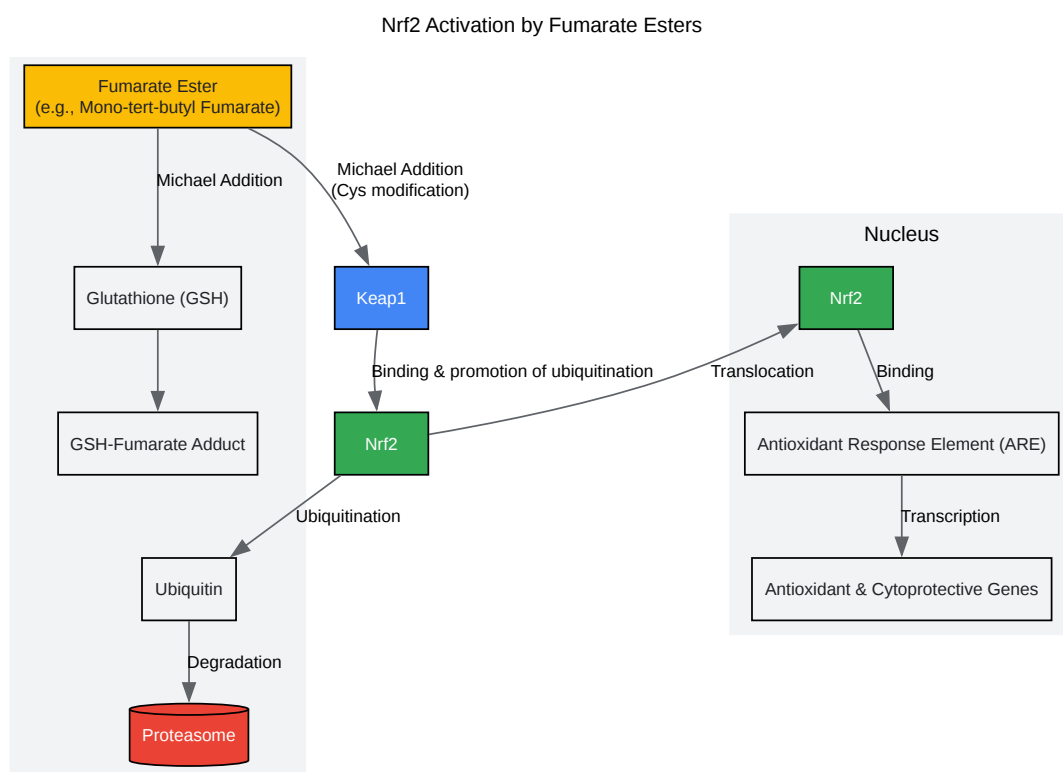 Nrf2 Activation by Fumarate Esters
Fumarate Ester
(e.g., Mono-tert-butyl Fumarate)
Michael Addition
Michael Addition
(Cys modification)
Nucleus
Glutathione (GSH)
Keap1
Nrf2
Binding & promotion of ubiquitination
Translocation
Binding
GSH-Fumarate Adduct
Nrf2
Antioxidant Response Element (ARE)
Ubiquitination
Transcription
Ubiquitin
Antioxidant & Cytoprotective Genes
Degradation
Proteasome